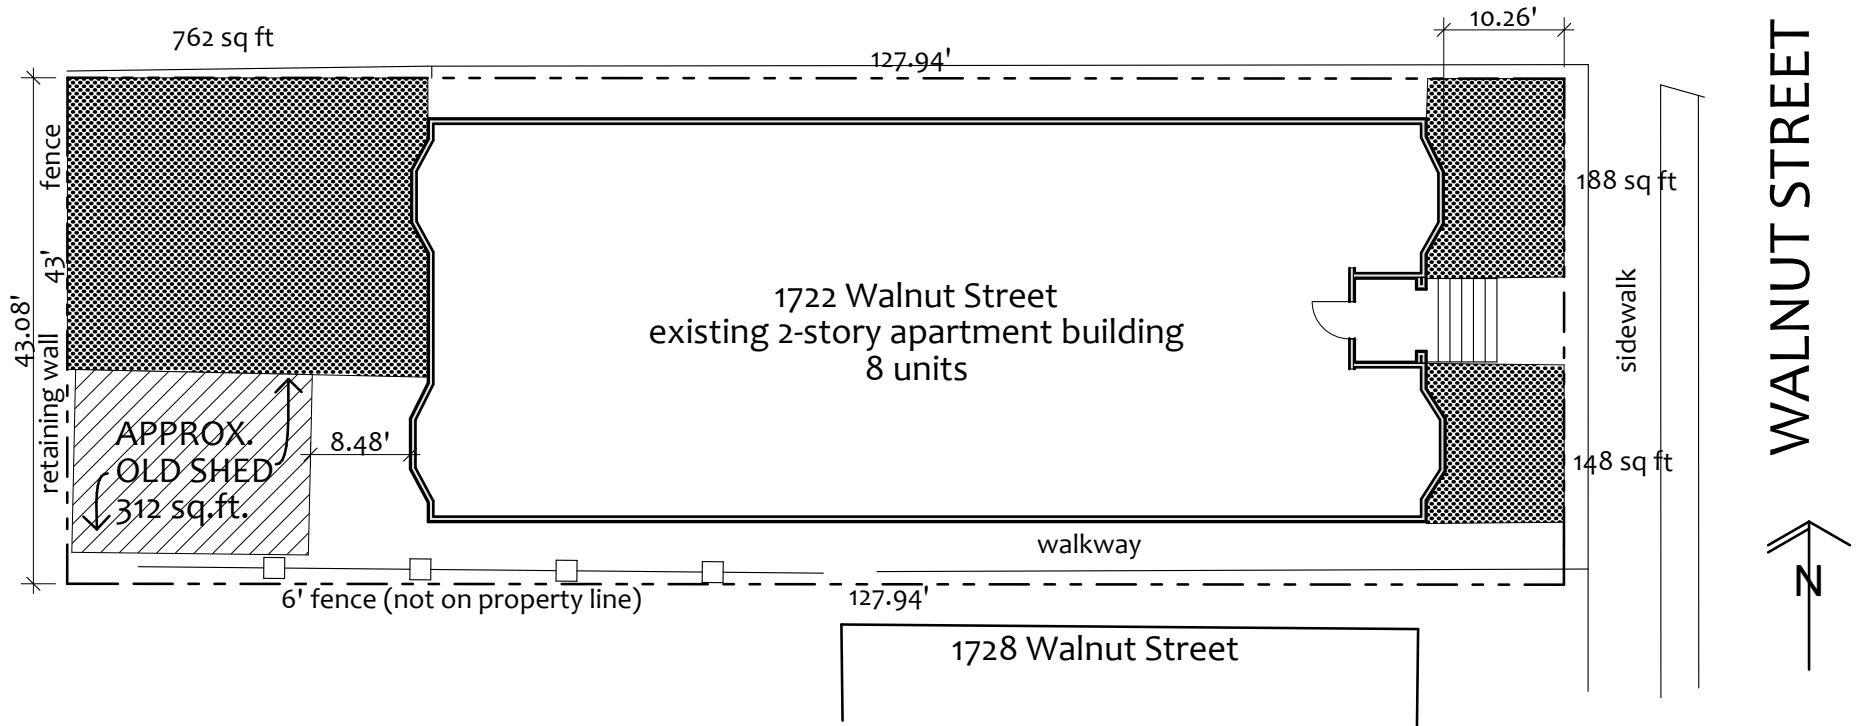 762 sq ft
127.94'
10.26'
WALNUT STREET
fence
43'
retaining wall
43.08'
188 sq ft
1722 Walnut Street
existing 2-story apartment building
8 units
sidewalk
APPROX.
OLD SHED
312 sq.ft.
8.48'
148 sq ft
walkway
6' fence (not on property line)
127.94'
1728 Walnut Street
N